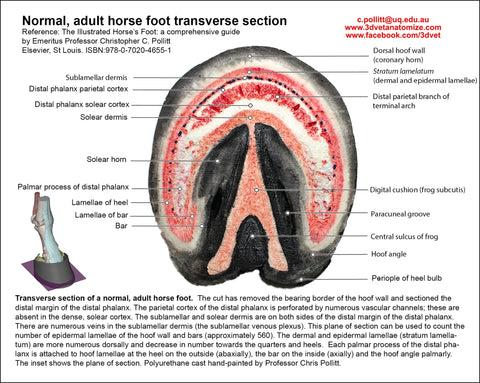 Normal, adult horse foot transverse section
Reference: The Illustrated Horse's Foot: a comprehensive guide
by Emeritus Professor Christopher C. Pollitt
Elsevier, St Louis. ISBN:978-0-7020-4655-1
c.pollitt@uq.edu.au
www.3dvetanatomize.com
www.facebook.com/3dvet
Dorsal hoof wall
(coronary horn)
Stratum lamelatum
(dermal and epidermal lamellae)
Distal parietal branch of
terminal arch
Sublamellar dermis
Distal phalanx parietal cortex
Distal phalanx solear cortex
Solear dermis
Solear horn
Palmar process of distal phalanx
Lamellae of heel
Lamellae of bar
Bar
Digital cushion (frog subcutis)
Paracuneal groove
Central sulcus of frog
Hoof angle
Periople of heel bulb
Transverse section of a normal, adult horse foot. The cut has removed the bearing border of the hoof wall and sectioned the
distal margin of the distal phalanx. The parietal cortex of the distal phalanx is perforated by numerous vascular channels; these are
absent in the dense, solear cortex. The sublamellar and solear dermis are on both sides of the distal margin of the distal phalanx.
There are numerous veins in the sublamellar dermis (the sublamellar venous plexus). This plane of section can be used to count the
number of epidermal lamellae of the hoof wall and bars (approximately 560). The dermal and epidermal lamellae (stratum lamella-
tum) are more numerous dorsally and decrease in number towards the quarters and heels. Each palmar process of the distal pha-
lanx is attached to hoof lamellae at the heel on the outside (abaxially), the bar on the inside (axially) and the hoof angle palmarly.
The inset shows the plane of section. Polyurethane cast hand-painted by Professor Chris Pollitt.